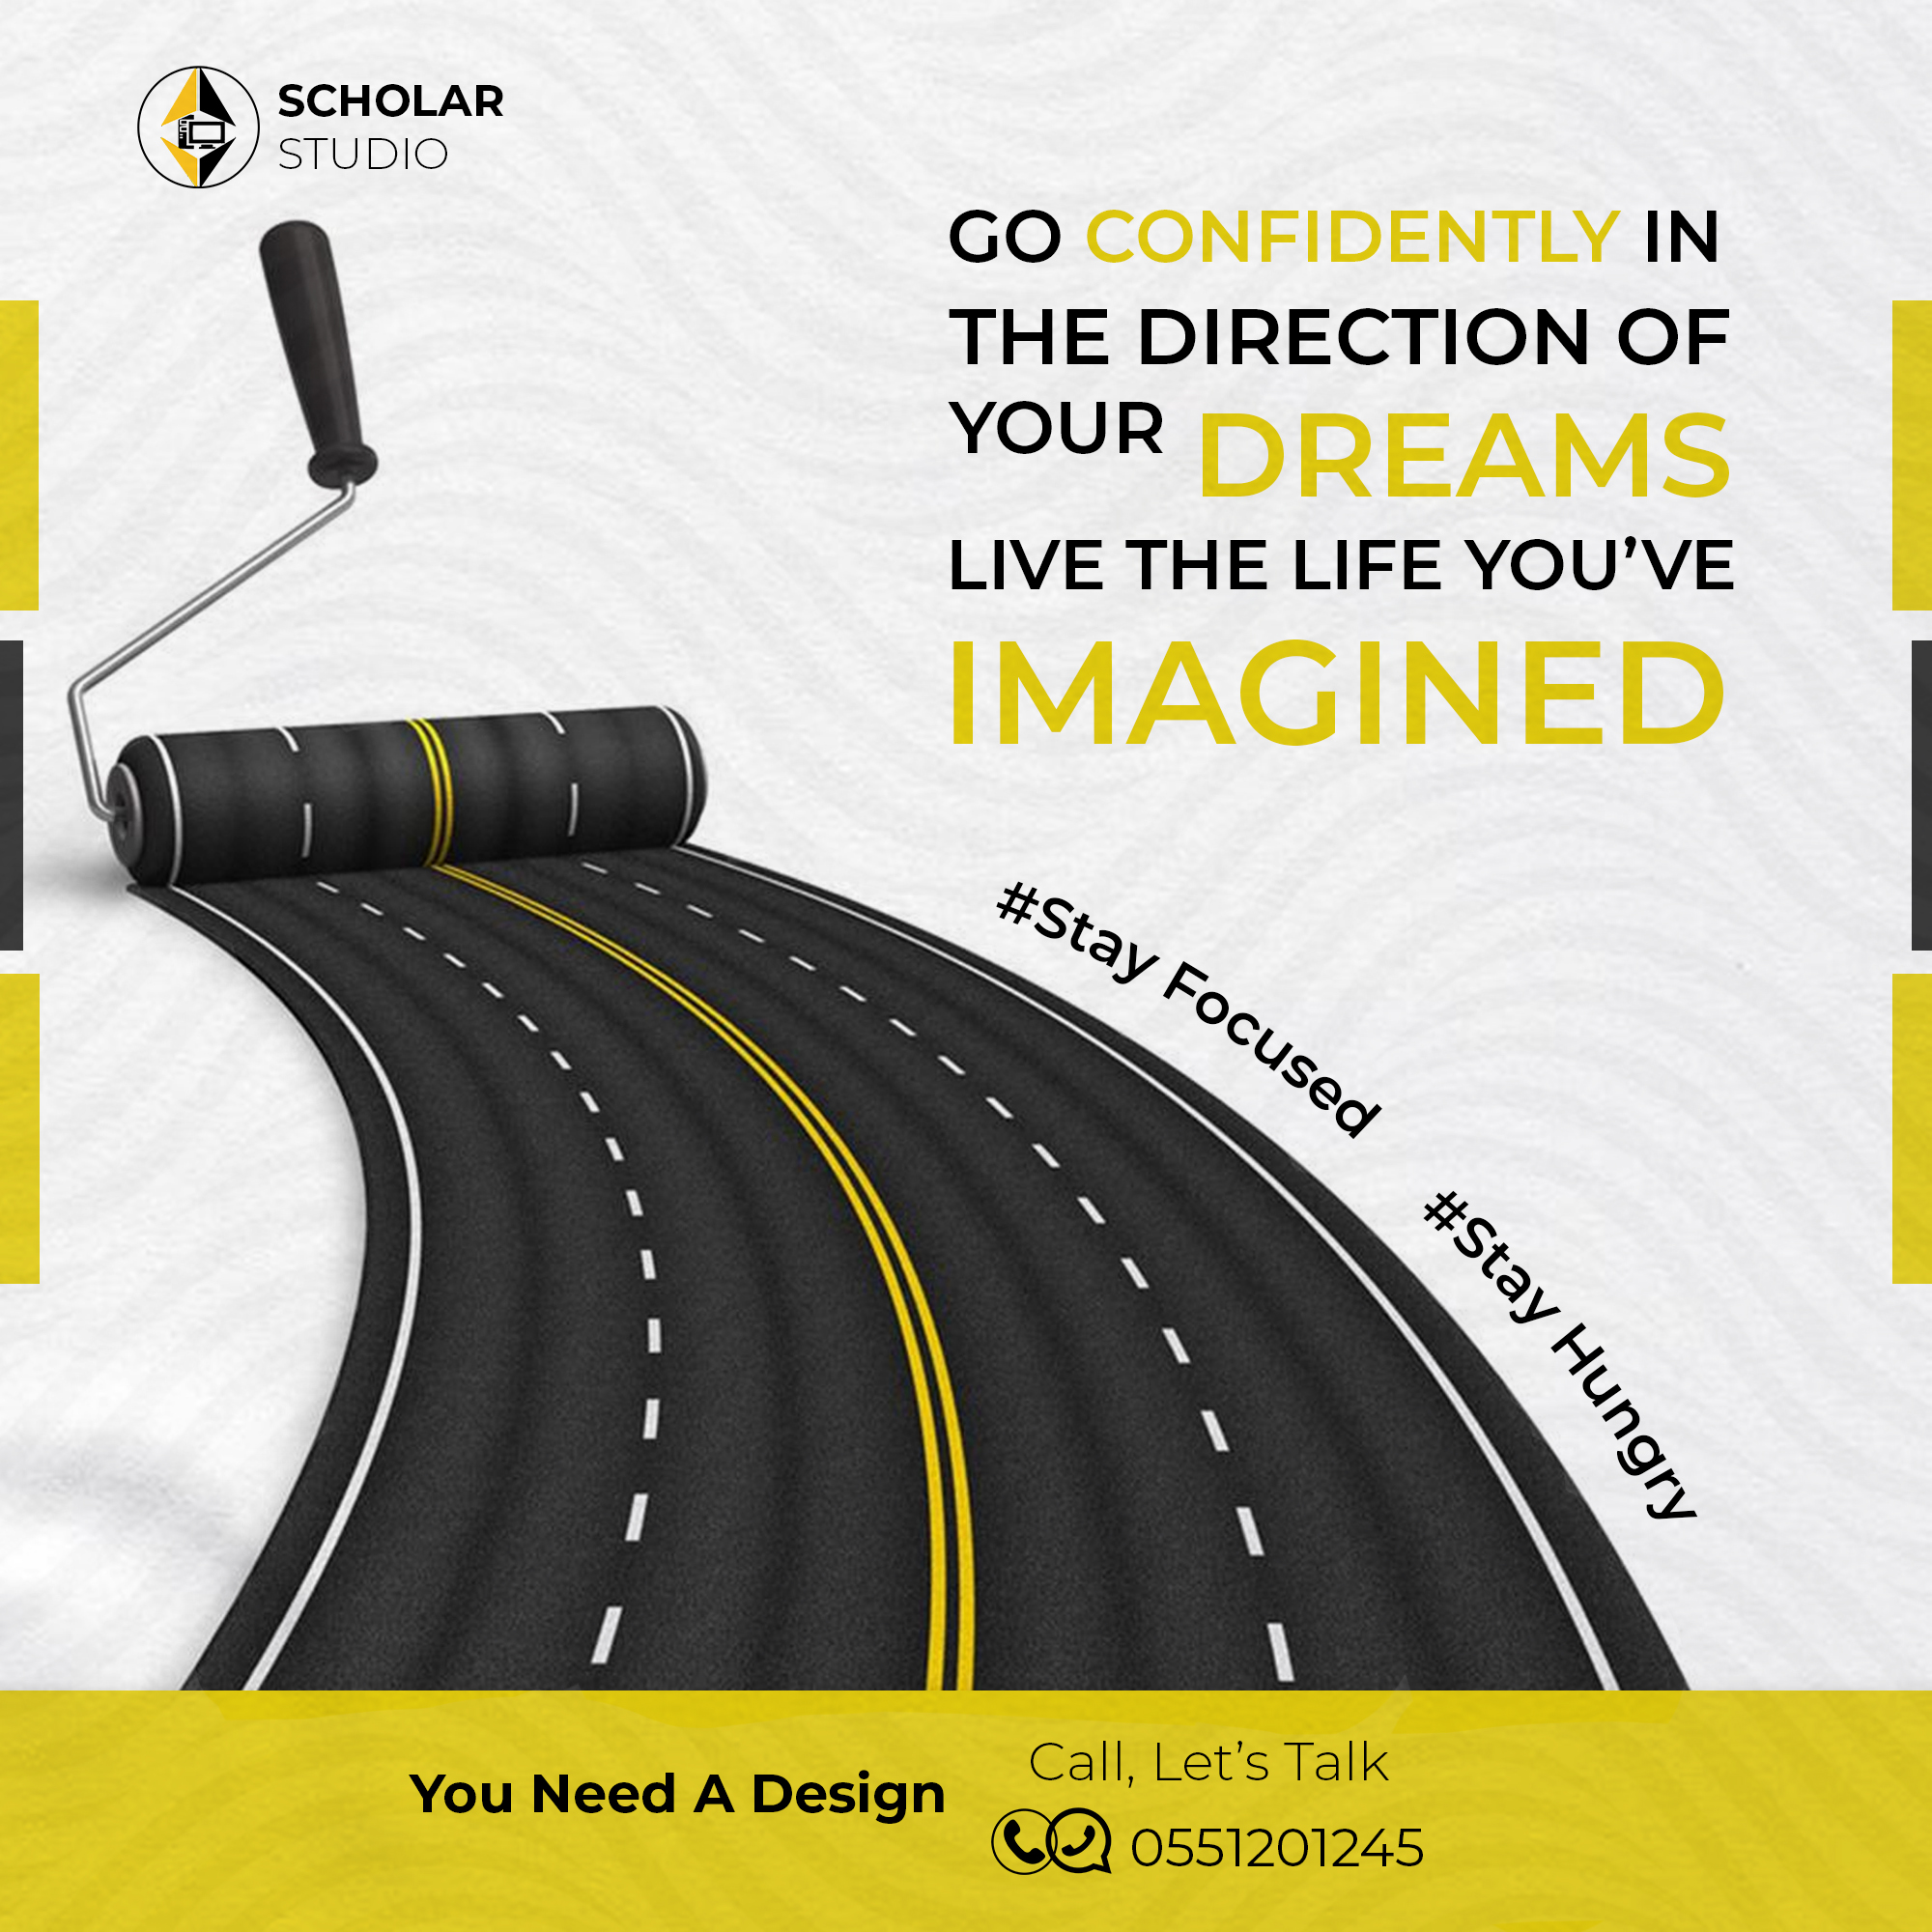 SCHOLAR
STUDIO
GO CONFIDENTLY IN
THE DIRECTION OF
YOUR DREAMS
LIVE THE LIFE YOU’VE
IMAGINED
#Stay Focused
#Stay Hungry
You Need A Design
Call, Let’s Talk
0551201245